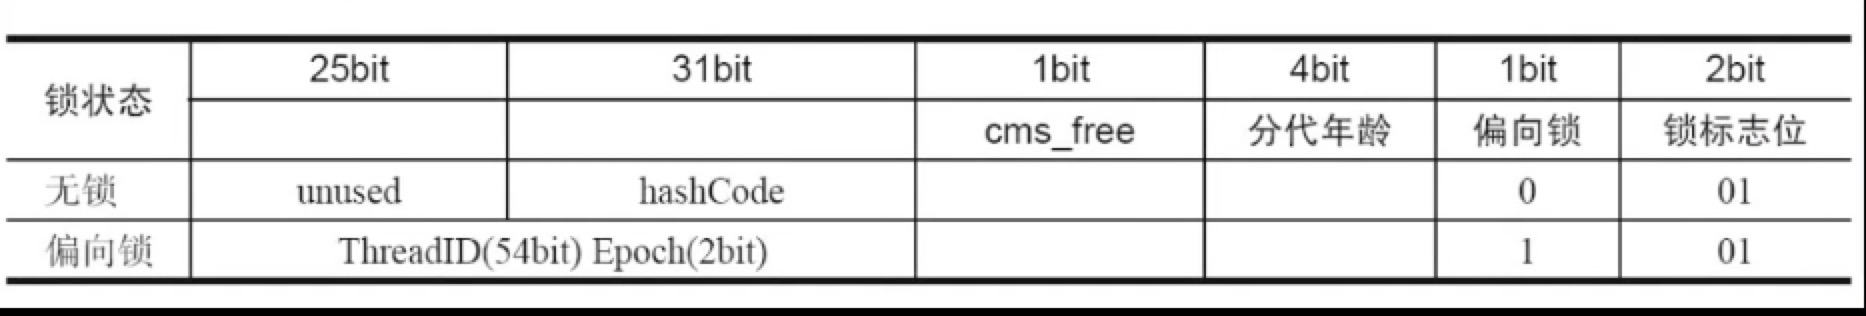 锁状态 25bit 31bit 1bit 4bit 1bit 2bit
cms_free 分代年龄 偏向锁 锁标志位
无锁 unused hashCode 0 01
偏向锁 ThreadID(54bit) Epoch(2bit) 1 01